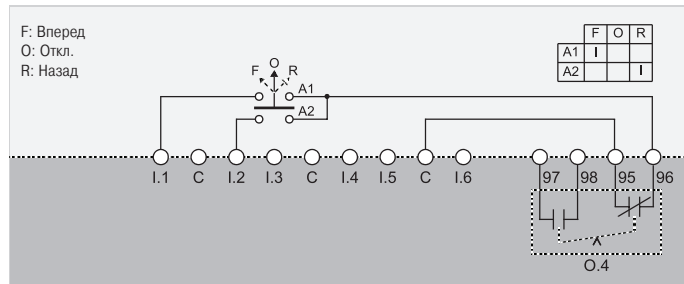 F: Вперед
O: Откл.
R: Назад
F O R
A1 I
A2 I
O
F R
A1
A2
I.1 C I.2 I.3 C I.4 I.5 C I.6 97 98 95 96
O.4